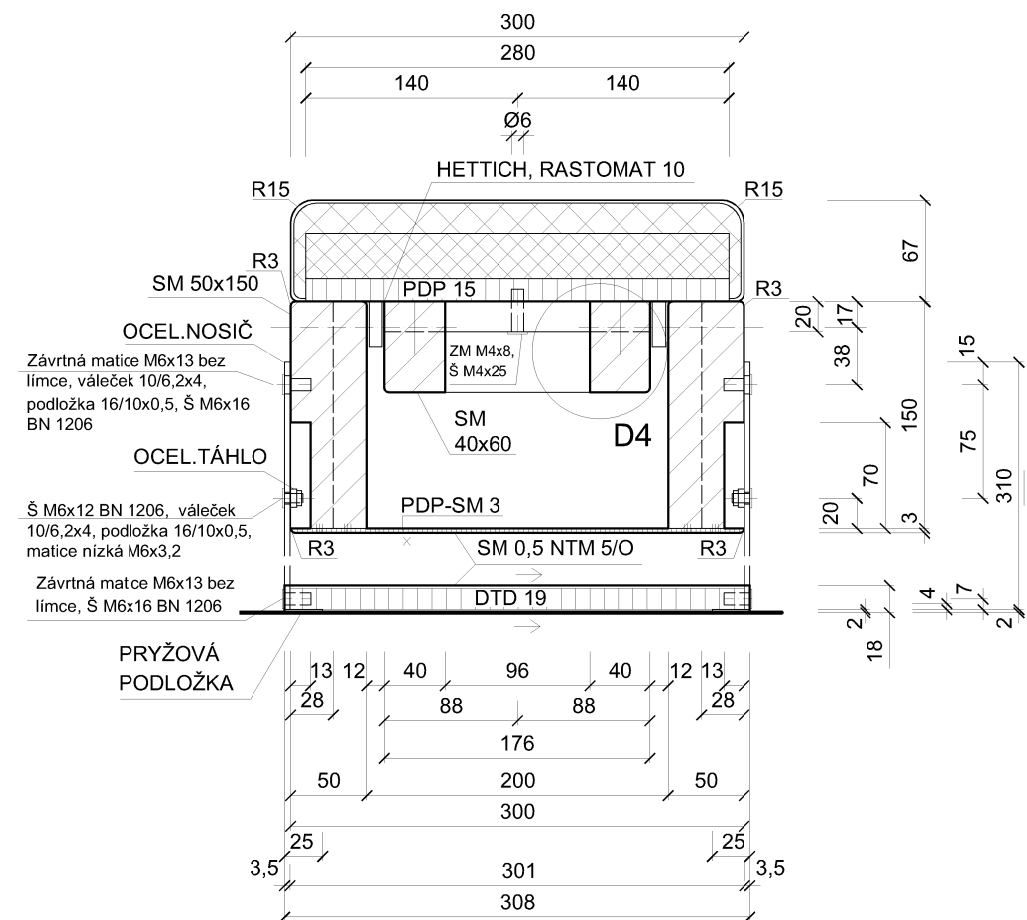 300
280
140 140
Ø6
HETTICH, RASTOMAT 10
R15 R15
R3 R3
SM 50x150
PDP 15
OCEL.NOSIČ
Závrtná matice M6x13 bez
límce, váleček 10/6,2x4,
podložka 16/10x0,5, Š M6x16
BN 1206
ZM M4x8,
Š M4x25
SM
40x60
D4
OCEL.TÁHLO
Š M6x12 BN 1206, váleček
10/6,2x4, podložka 16/10x0,5,
matice nízká M6x3,2
PDP-SM 3
R3 R3
SM 0,5 NTM 5/O
Závrtná matce M6x13 bez
límce, Š M6x16 BN 1206
DTD 19
PRYŽOVÁ
PODLOŽKA
67
20 17
38
15
150
75
70
310
20
3
4 7
2 2
18
13 12 40 96 40 12 13
28 88 88 28
176
50 200 50
300
25 25
3,5 301 3,5
308